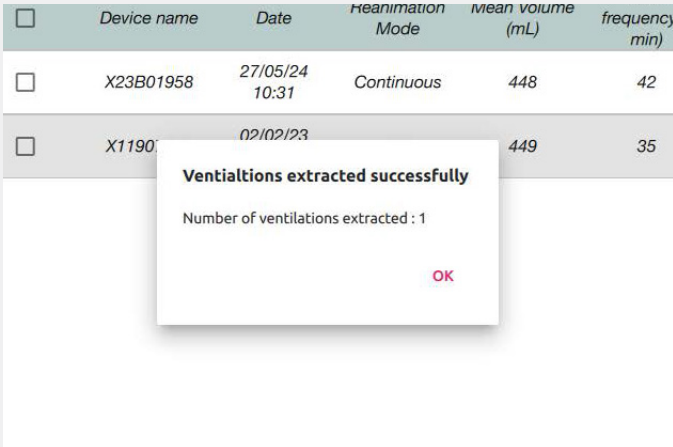 Device name Date Reanimation Mode Mean Volume (mL) frequency min)
X23B01958 27/05/24 10:31 Continuous 448 42
02/02/23 449 35
Ventialtions extracted successfully
Number of ventilations extracted : 1
OK